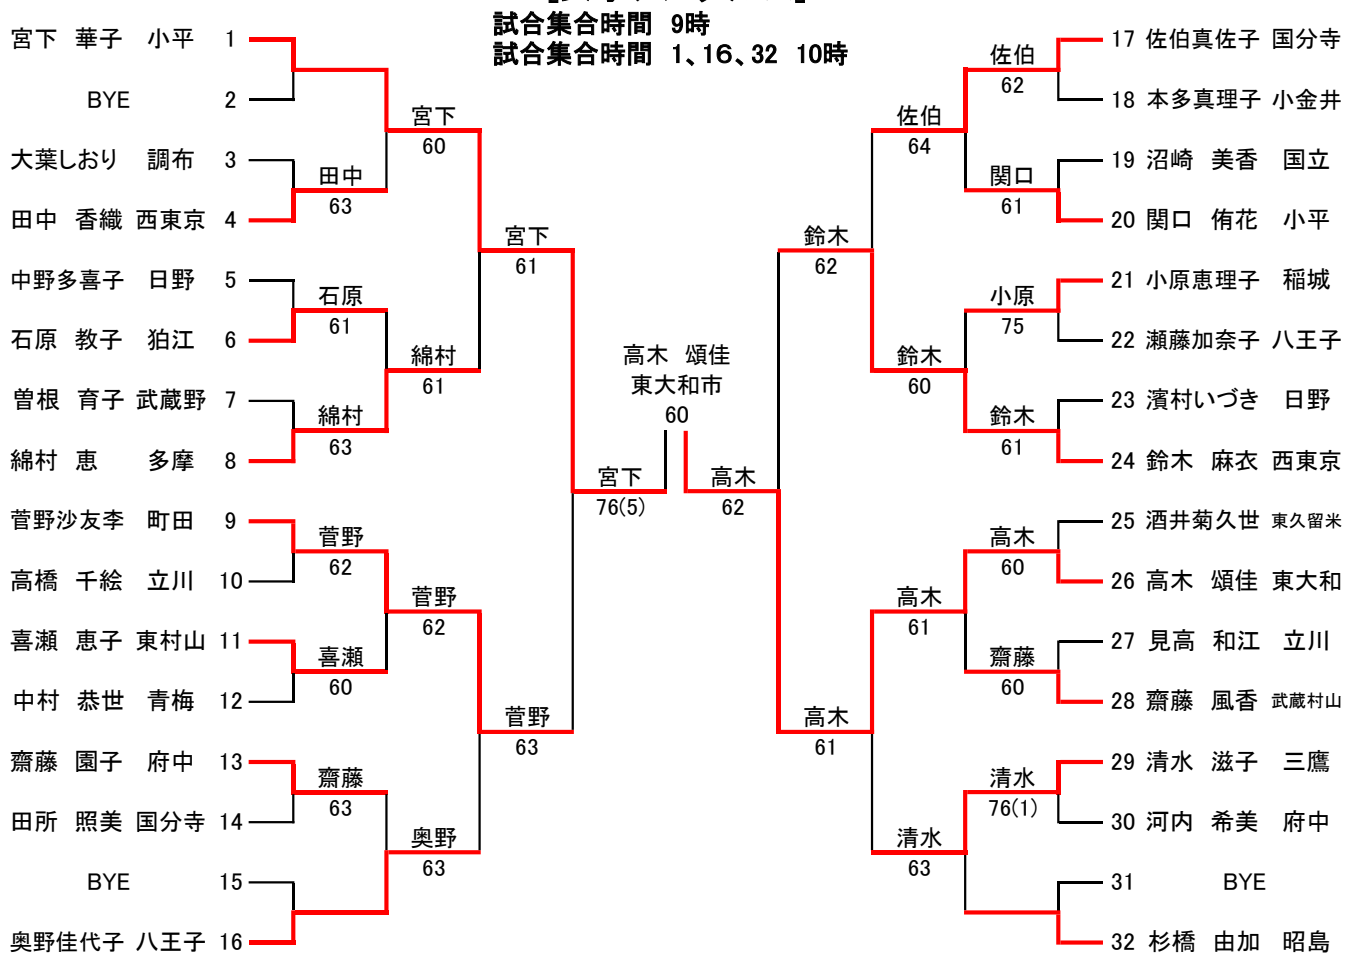 試合集合時間 9時
試合集合時間 1、16、32 10時
宮下 華子 小平 1
BYE 2
大葉しおり 調布 3
田中 香織 西東京 4
中野多喜子 日野 5
石原 教子 狛江 6
曽根 育子 武蔵野 7
綿村 恵 多摩 8
菅野沙友李 町田 9
高橋 千絵 立川 10
喜瀬 恵子 東村山 11
中村 恭世 青梅 12
齋藤 園子 府中 13
田所 照美 国分寺 14
BYE 15
奥野佳代子 八王子 16
田中
63
石原
61
綿村
63
菅野
62
喜瀬
60
齋藤
63
宮下
60
綿村
61
菅野
62
奥野
63
宮下
61
菅野
63
宮下
76(5)
高木 頌佳
東大和市
60
高木
62
鈴木
62
高木
61
佐伯
64
鈴木
60
高木
61
清水
63
佐伯
62
関口
61
小原
75
鈴木
61
高木
60
齋藤
60
清水
76(1)
17 佐伯真佐子 国分寺
18 本多真理子 小金井
19 沼崎 美香 国立
20 関口 侑花 小平
21 小原恵理子 稲城
22 瀬藤加奈子 八王子
23 濱村いづき 日野
24 鈴木 麻衣 西東京
25 酒井菊久世 東久留米
26 高木 頌佳 東大和
27 見高 和江 立川
28 齋藤 風香 武蔵村山
29 清水 滋子 三鷹
30 河内 希美 府中
31 BYE
32 杉橋 由加 昭島